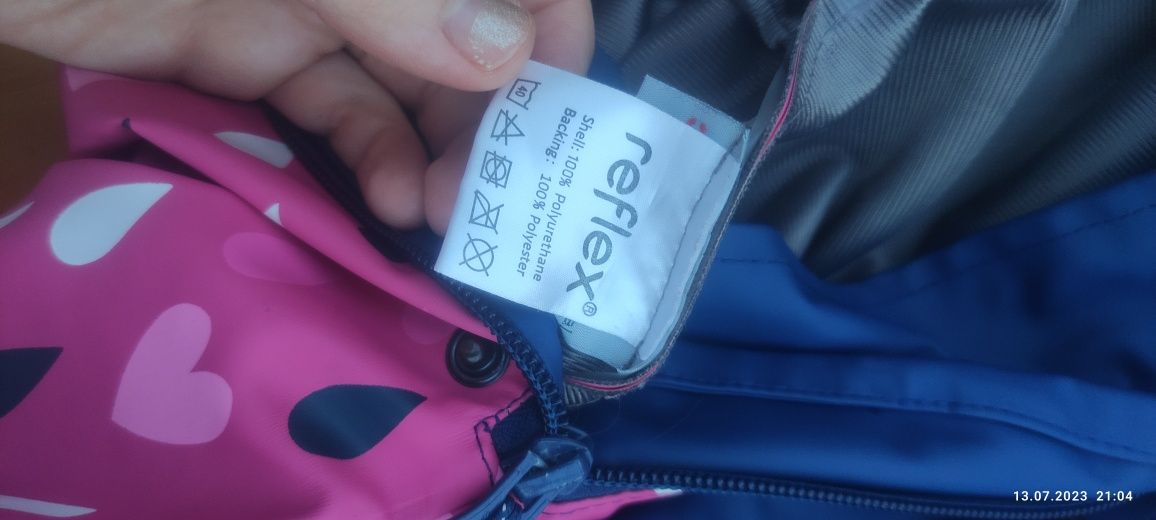 reflex®
Shell: 100% Polyurethane
Backing: 100% Polyester
40
13.07.2023 21:04